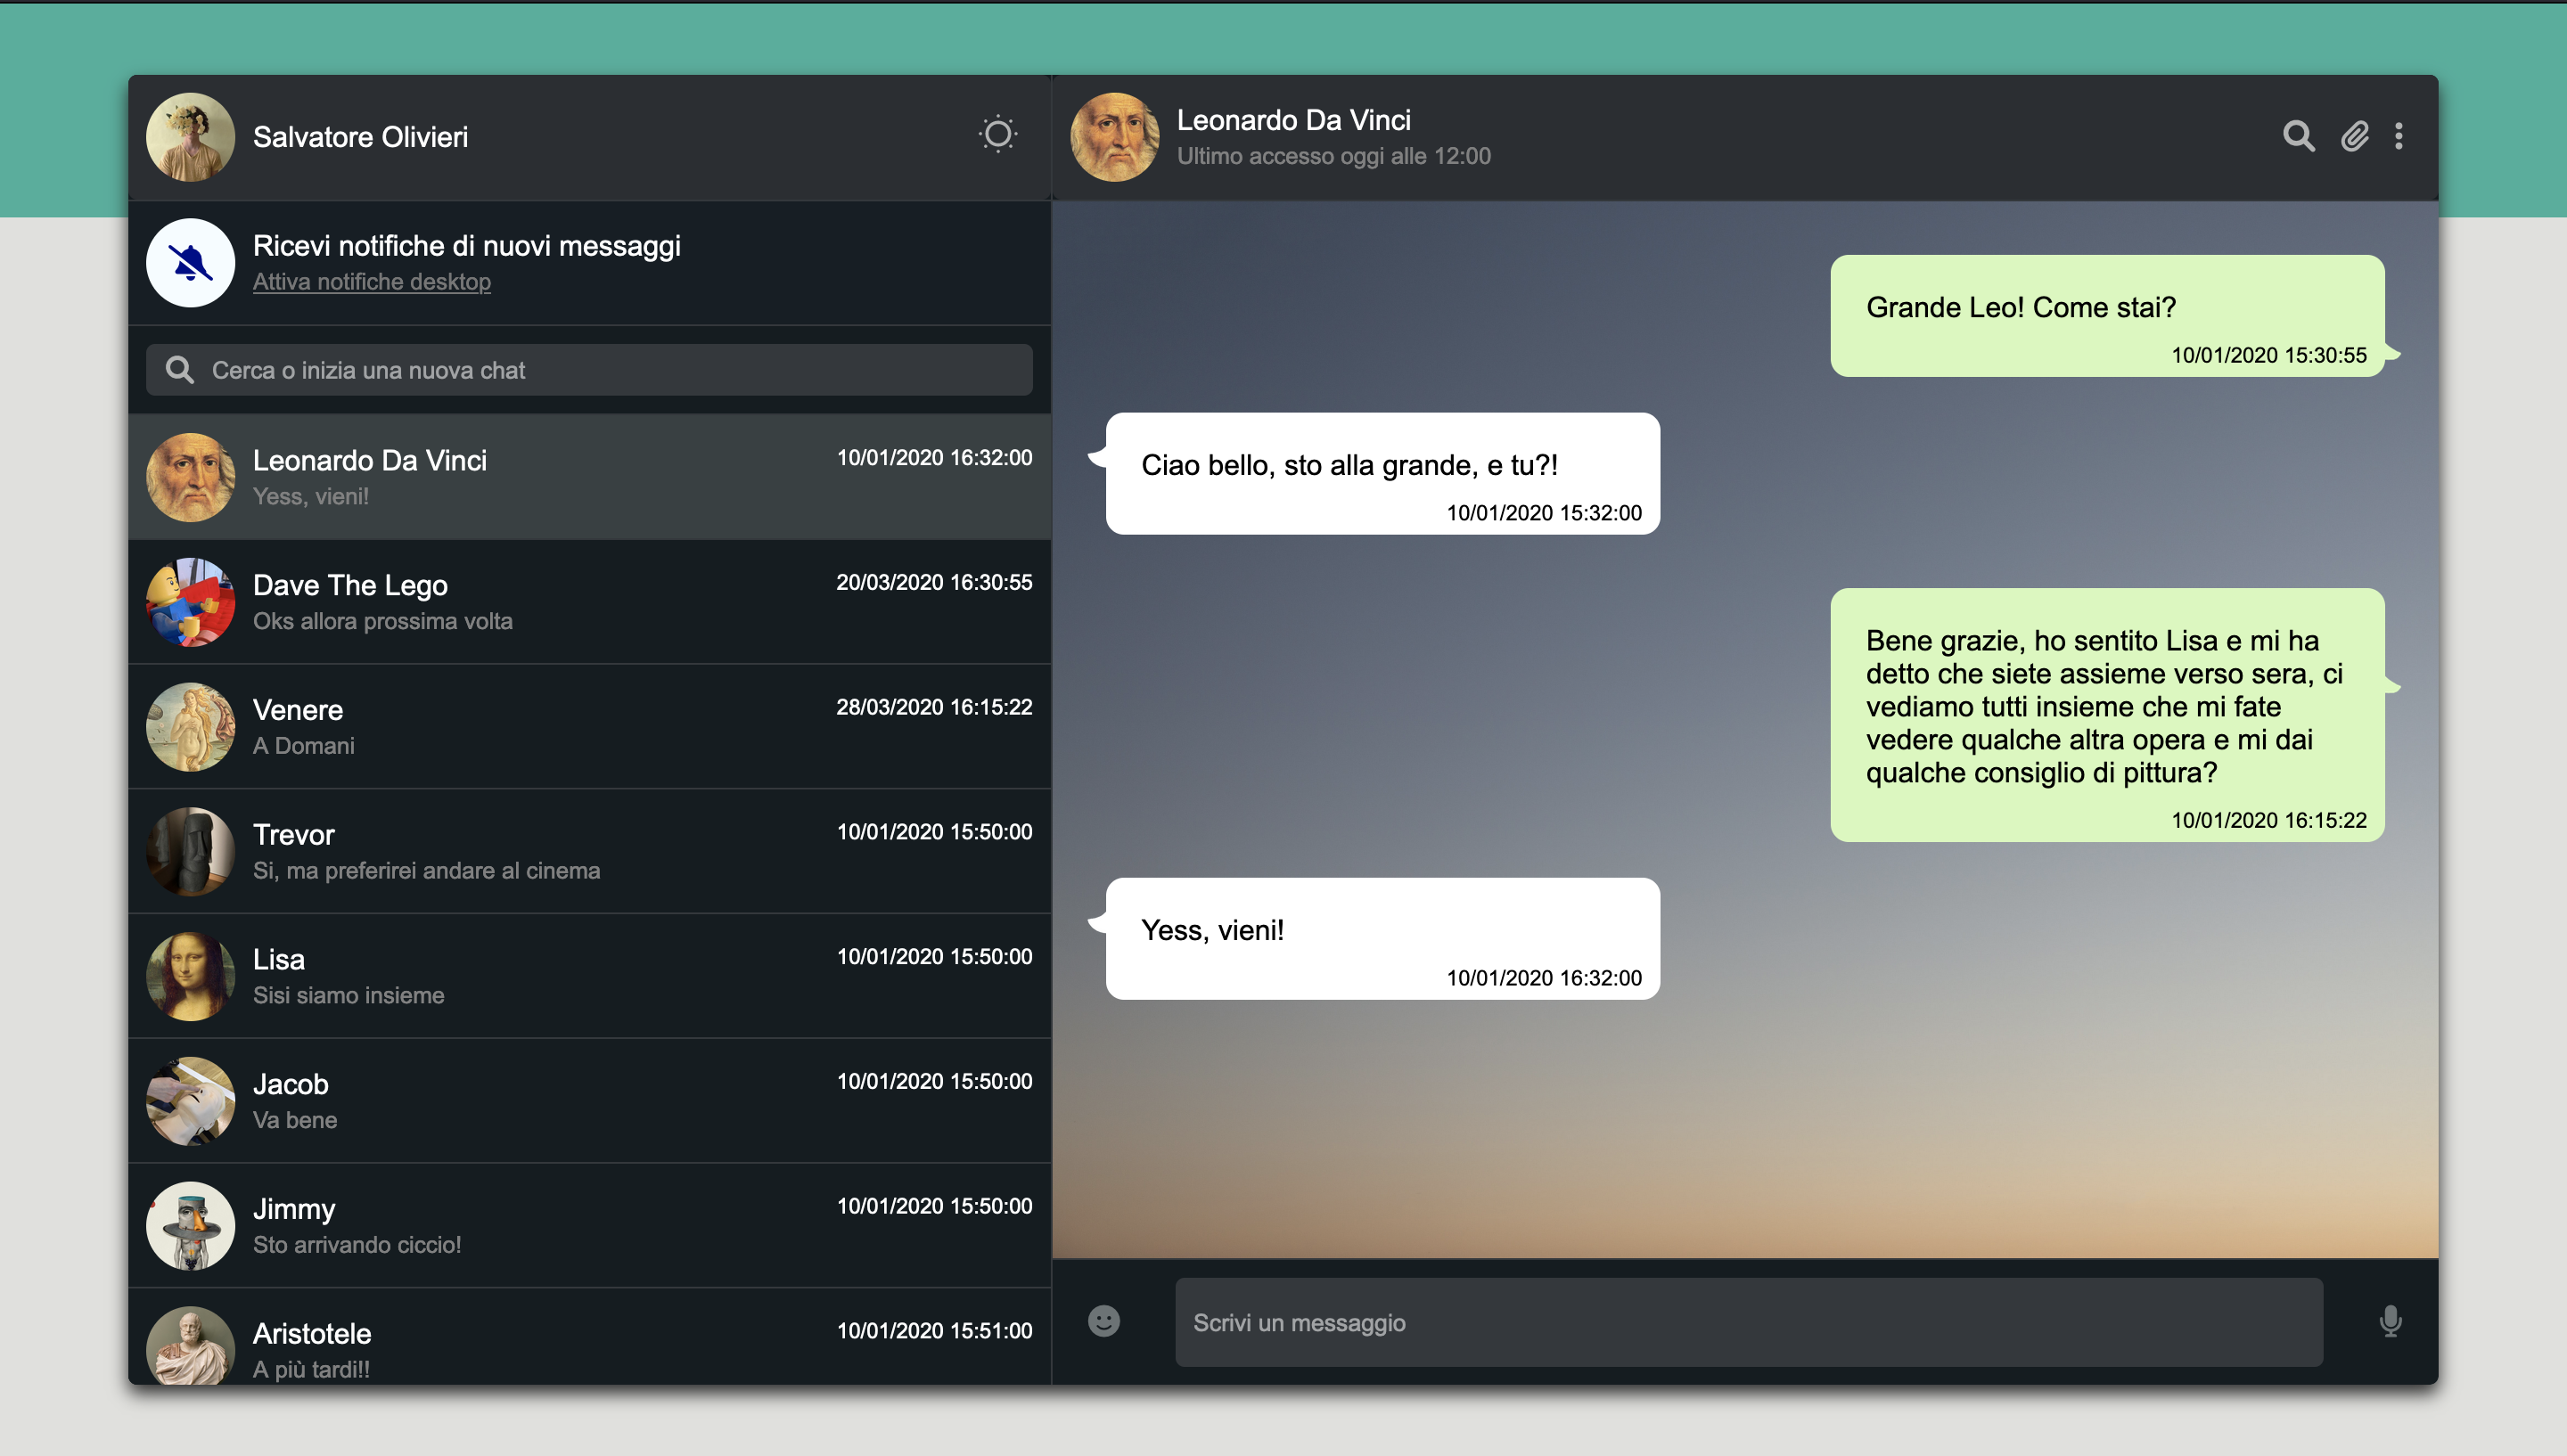 Salvatore Olivieri
Ricevi notifiche di nuovi messaggi
Attiva notifiche desktop
Cerca o inizia una nuova chat
Leonardo Da Vinci
10/01/2020 16:32:00
Yess, vieni!
Dave The Lego
20/03/2020 16:30:55
Oks allora prossima volta
Venere
28/03/2020 16:15:22
A Domani
Trevor
10/01/2020 15:50:00
Si, ma preferirei andare al cinema
Lisa
10/01/2020 15:50:00
Sisi siamo insieme
Jacob
10/01/2020 15:50:00
Va bene
Jimmy
10/01/2020 15:50:00
Sto arrivando ciccio!
Aristotele
10/01/2020 15:51:00
A più tardi!!
Leonardo Da Vinci
Ultimo accesso oggi alle 12:00
Grande Leo! Come stai?
10/01/2020 15:30:55
Ciao bello, sto alla grande, e tu?!
10/01/2020 15:32:00
Bene grazie, ho sentito Lisa e mi ha
detto che siete assieme verso sera, ci
vediamo tutti insieme che mi fate
vedere qualche altra opera e mi dai
qualche consiglio di pittura?
10/01/2020 16:15:22
Yess, vieni!
10/01/2020 16:32:00
Scrivi un messaggio